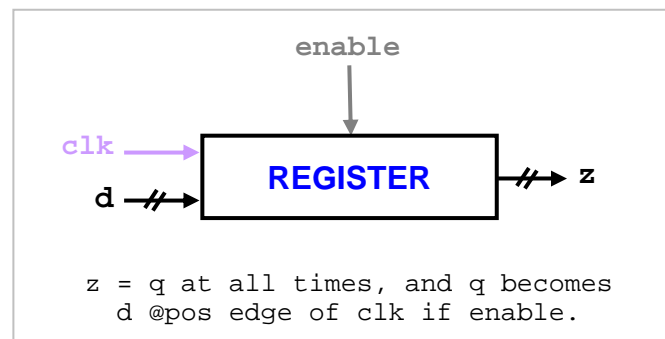 enable
clk
REGISTER
z
d
z = q at all times, and q becomes
d @pos edge of clk if enable.